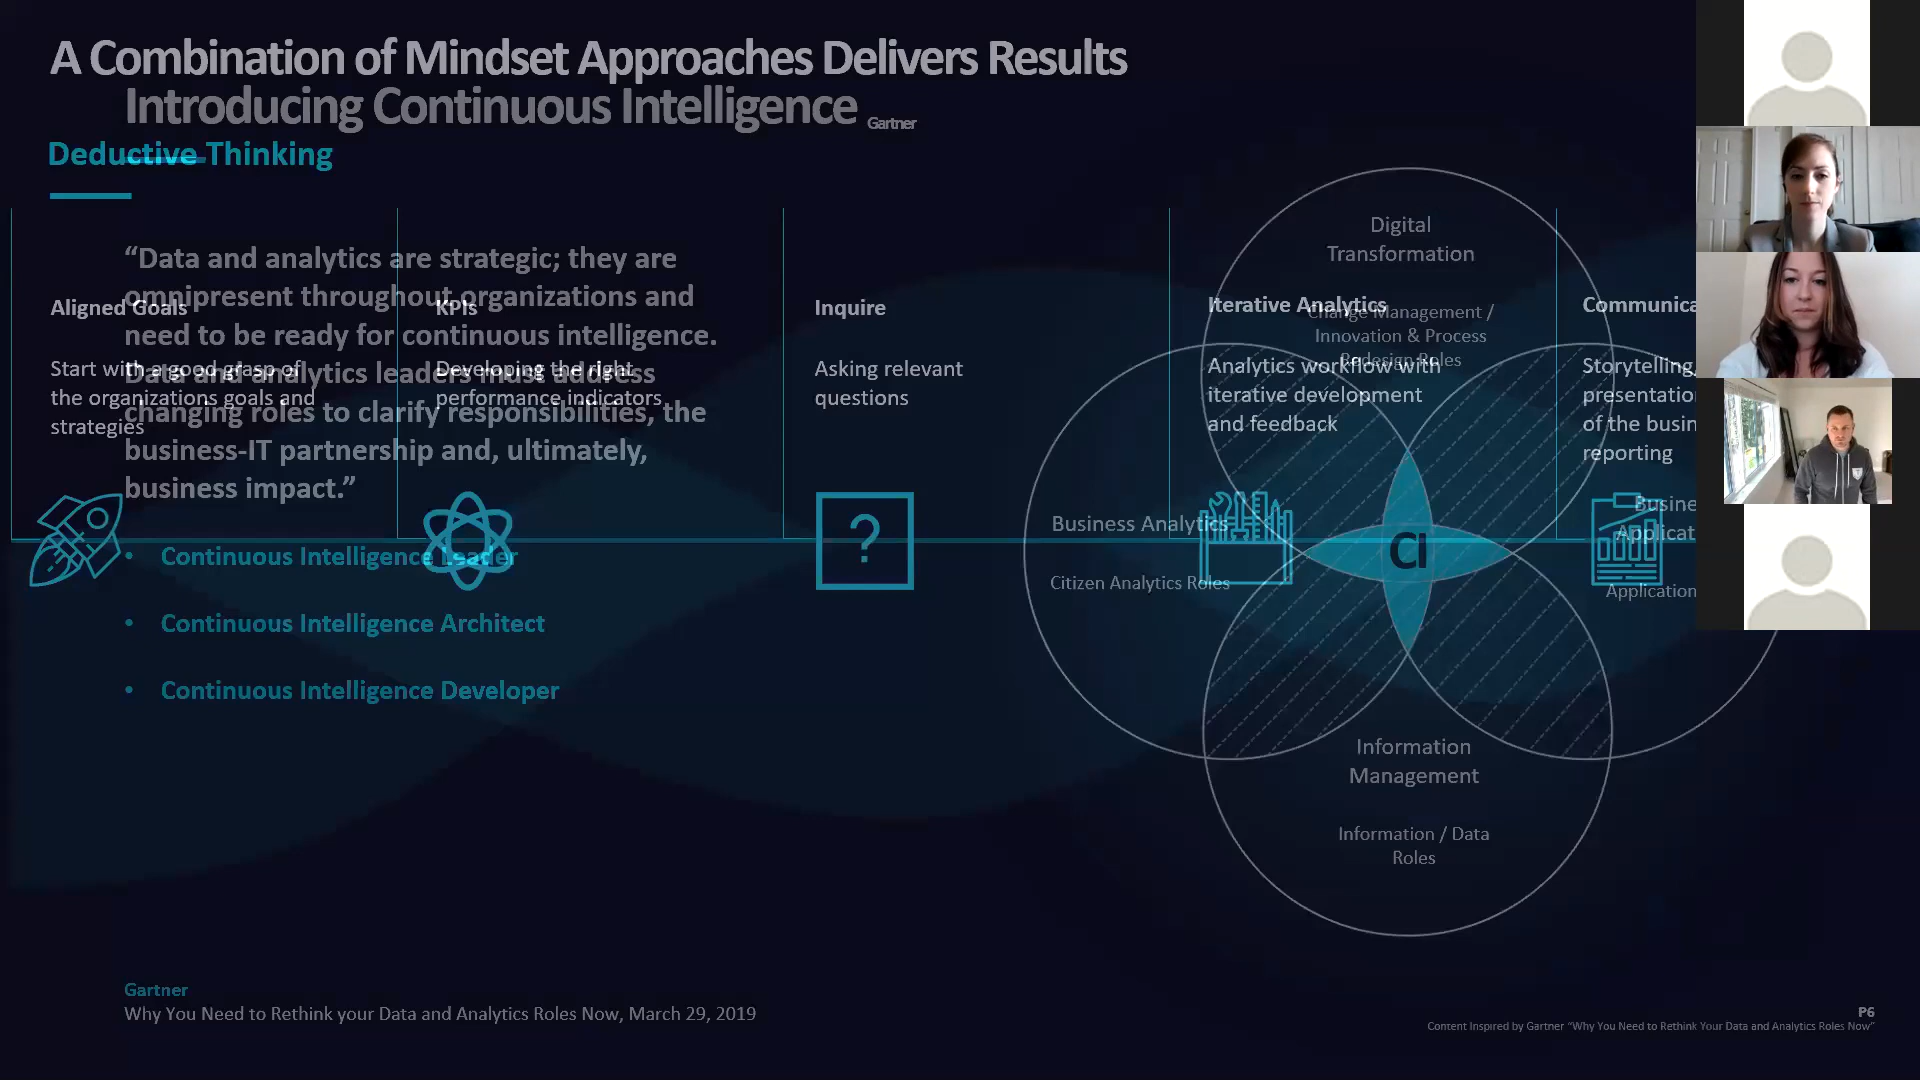 A Combination of Mindset Approaches Delivers Results
Introducing Continuous Intelligence Gartner
Deductive Thinking
“Data and analytics are strategic; they are
omnipresent throughout organizations and
need to be ready for continuous intelligence.
Data and analytics leaders must address
changing roles to clarify responsibilities, the
business-IT partnership and, ultimately,
business impact.”
• Continuous Intelligence Leader
• Continuous Intelligence Architect
• Continuous Intelligence Developer
Aligned Goals
Start with a good grasp of
the organizations goals and
strategies
KPIs
Developing the right
performance indicators
Inquire
Asking relevant
questions
?
Iterative Analytics
Analytics workflow with
iterative development
and feedback
Storytelling,
of the
reporting
Digital
Transformation
Change Management /
Innovation & Process
Redesign Roles
Business Analytics
Citizen Analytics Roles
CI
Application
Information
Management
Information / Data
Roles
Gartner
Why You Need to Rethink your Data and Analytics Roles Now, March 29, 2019
P6
Content Inspired by Gartner “Why You Need to Rethink Your Data and Analytics Roles Now”